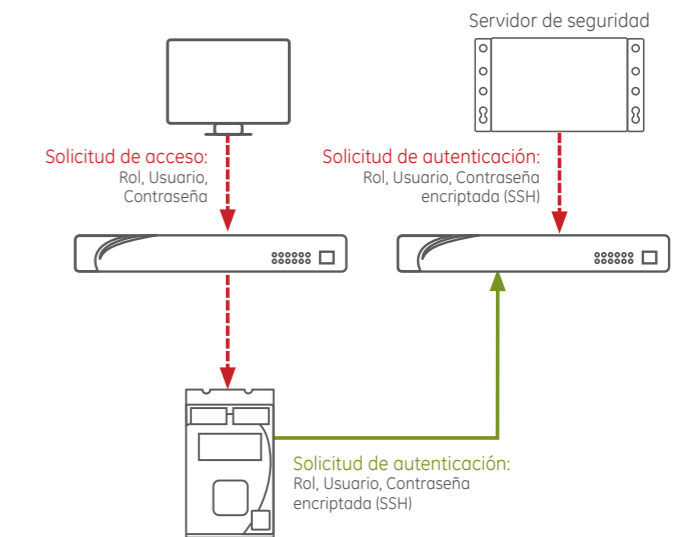 Servidor de seguridad
Solicitud de acceso:
Rol, Usuario,
Contraseña
Solicitud de autenticación:
Rol, Usuario, Contraseña
encriptada (SSH)
Solicitud de autenticación:
Rol, Usuario, Contraseña
encriptada (SSH)